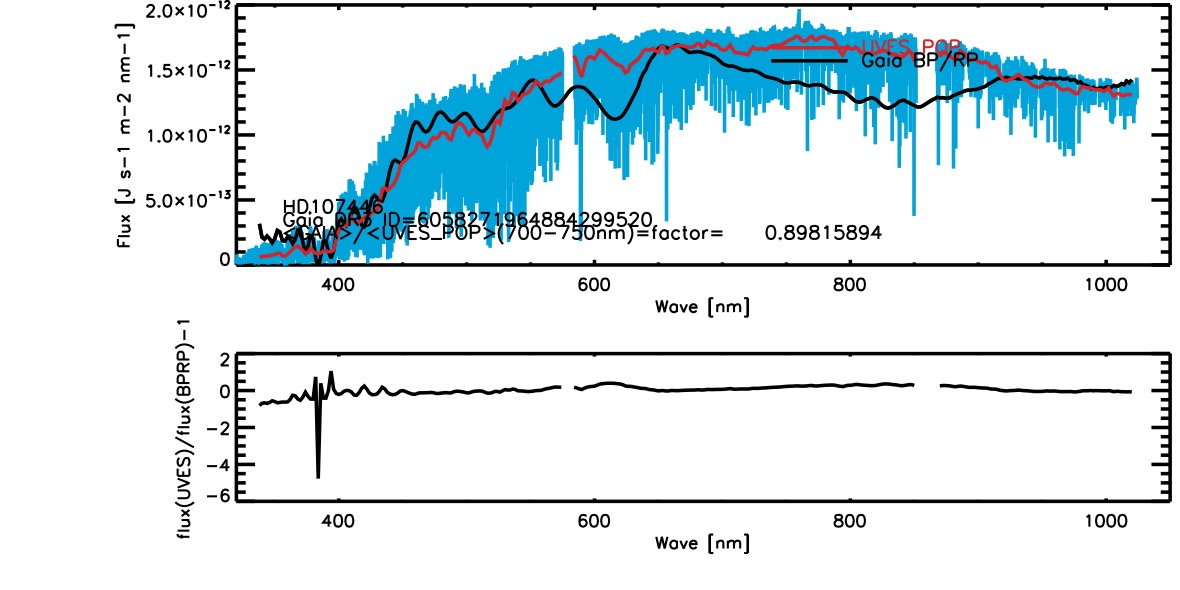 2.0×10−12
1.5×10−12
1.0×10−12
5.0×10−13
0
Flux [J s−1 m−2 nm−1]
UVES_POP
Gaia BP/RP
HD107446
Gaia DR3 ID=6058271964884299520
<GAIA>/<UVES_POP>(700−750nm)=factor= 0.89815894
400 600 800 1000
Wave [nm]
2
0
−2
−4
−6
flux(UVES)/flux(BPRP)−1
400 600 800 1000
Wave [nm]